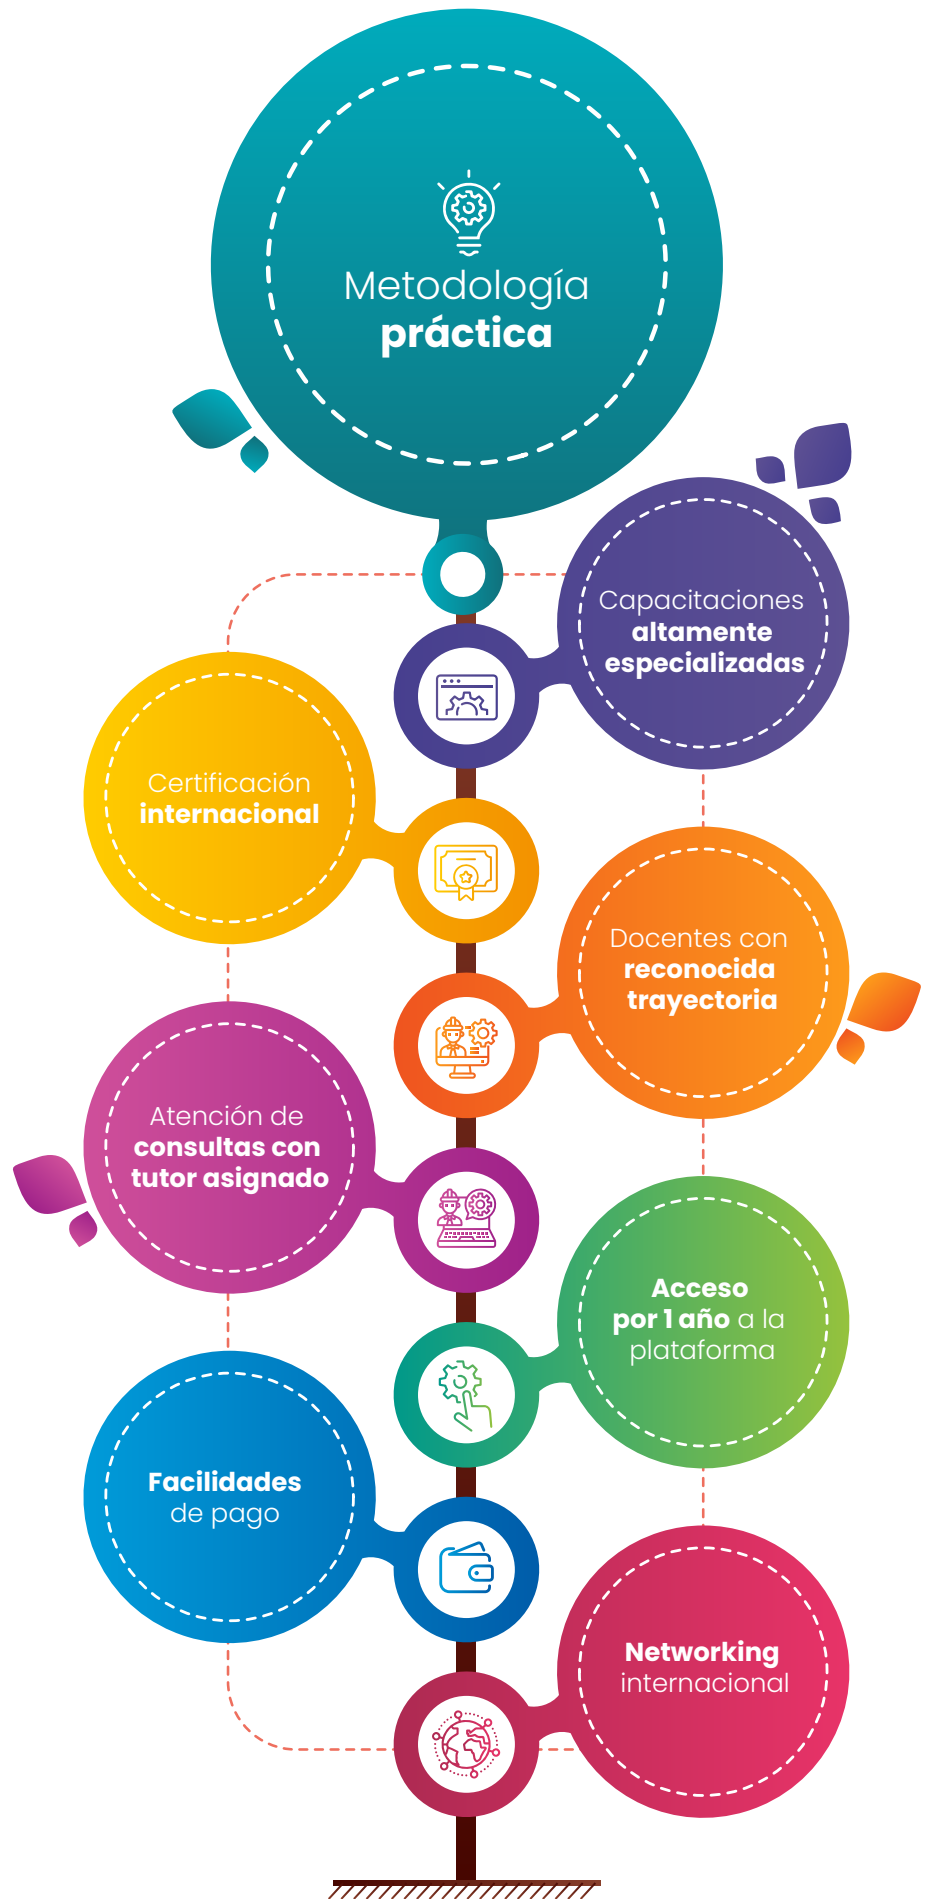 Metodología
práctica
Capacitaciones
altamente
especializadas
Certificación
internacional
Docentes con
reconocida
trayectoria
Atención de
consultas con
tutor asignado
Acceso
por 1 año a la
plataforma
Facilidades
de pago
Networking
internacional